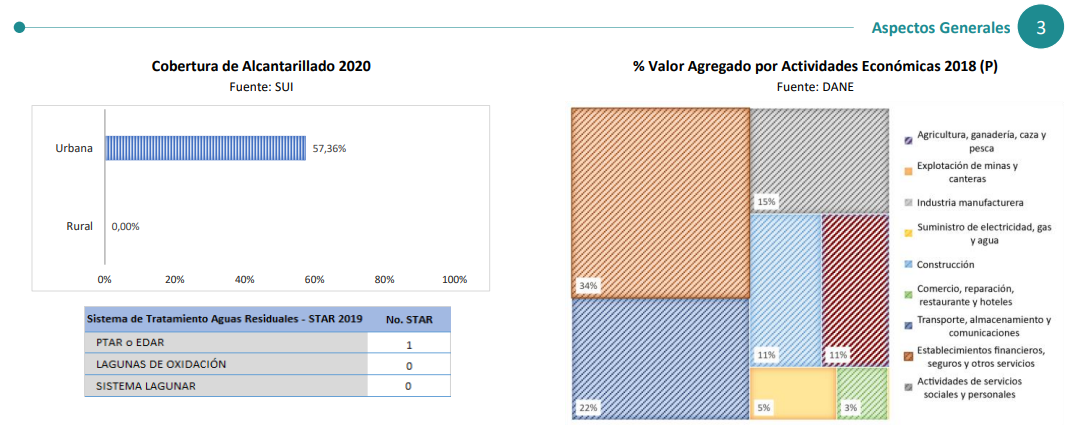 Aspectos Generales 3
Cobertura de Alcantarillado 2020
Fuente: SUI
Urbana
57,36%
Rural
0,00%
0% 20% 40% 60% 80% 100%
Sistema de Tratamiento Aguas Residuales - STAR 2019 No. STAR
PTAR o EDAR 1
LAGUNAS DE OXIDACIÓN 0
SISTEMA LAGUNAR 0
% Valor Agregado por Actividades Económicas 2018 (P)
Fuente: DANE
34%
15%
22%
11%
11%
5%
3%
Agricultura, ganadería, caza y
pesca
Explotación de minas y
canteras
Industria manufacturera
Suministro de electricidad, gas
y agua
Construcción
Comercio, reparación,
restaurante y hoteles
Transporte, almacenamiento y
comunicaciones
Establecimientos financieros,
seguros y otros servicios
Actividades de servicios
sociales y personales